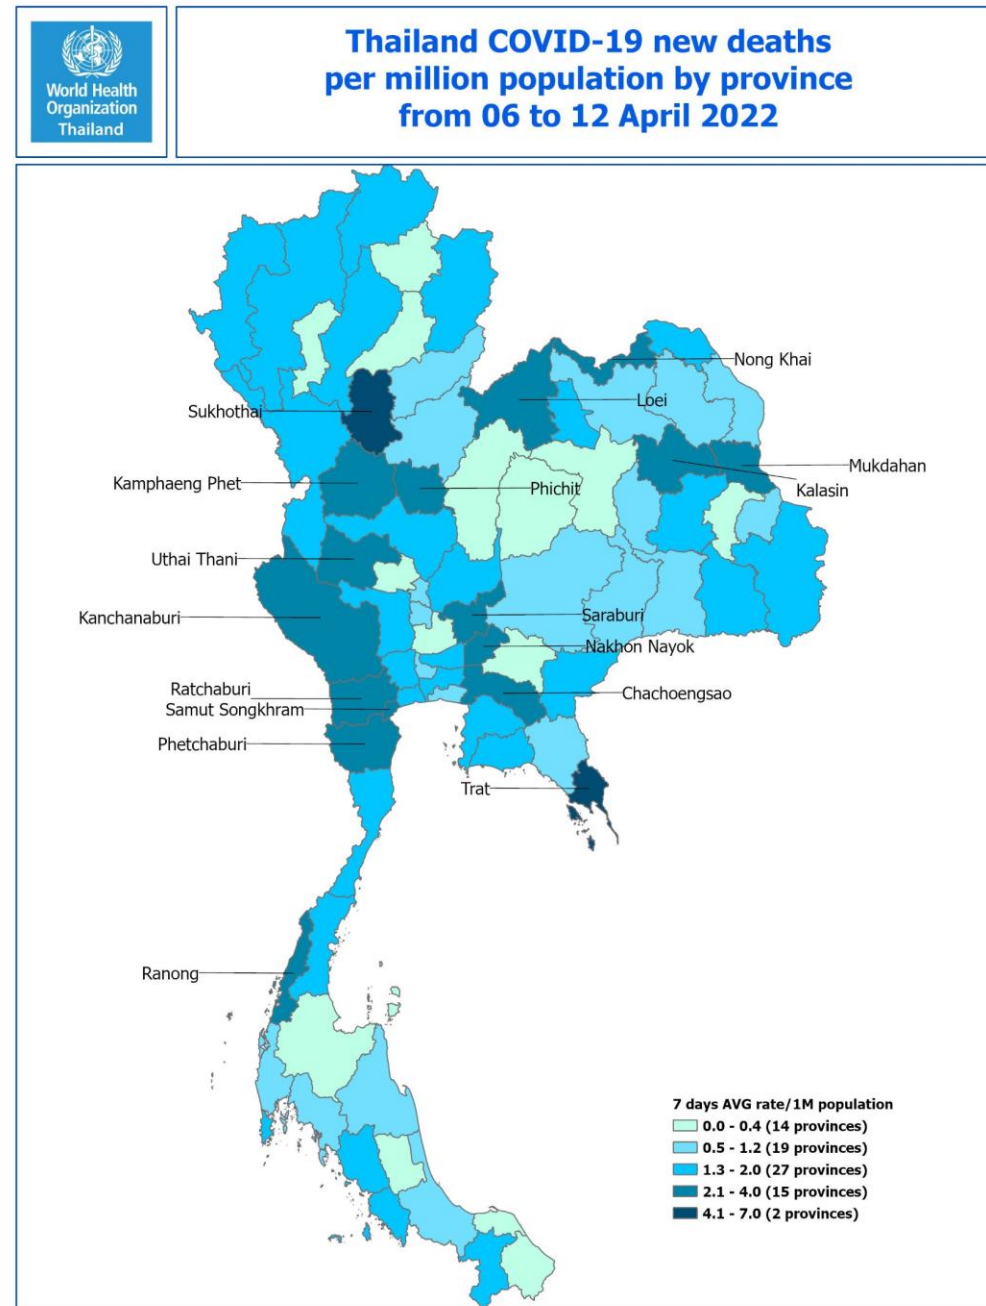 World Health
Organization
Thailand
Thailand COVID-19 new deaths
per million population by province
from 06 to 12 April 2022
Nong Khai
Loei
Sukhothai
Mukdahan
Kamphaeng Phet
Phichit
Kalasin
Uthai Thani
Kanchanaburi
Saraburi
Nakhon Nayok
Ratchaburi
Chachoengsao
Samut Songkhram
Phetchaburi
Trat
Ranong
7 days AVG rate/1M population
0.0 - 0.4 (14 provinces)
0.5 - 1.2 (19 provinces)
1.3 - 2.0 (27 provinces)
2.1 - 4.0 (15 provinces)
4.1 - 7.0 (2 provinces)